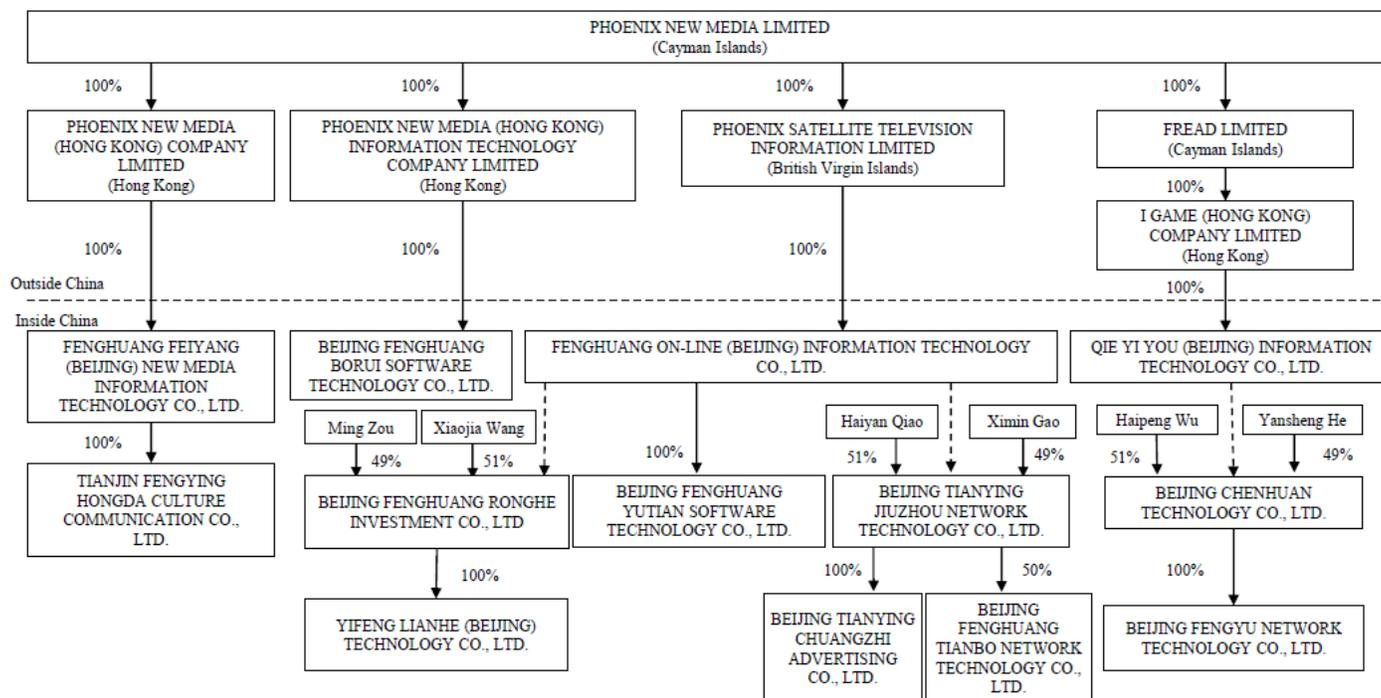 PHOENIX NEW MEDIA LIMITED
(Cayman Islands)
100%
100%
100%
100%
PHOENIX NEW MEDIA
(HONG KONG) COMPANY
LIMITED
(Hong Kong)
PHOENIX NEW MEDIA (HONG KONG)
INFORMATION TECHNOLOGY
COMPANY LIMITED
(Hong Kong)
PHOENIX SATELLITE TELEVISION
INFORMATION LIMITED
(British Virgin Islands)
FREAD LIMITED
(Cayman Islands)
100%
I GAME (HONG KONG)
COMPANY LIMITED
(Hong Kong)
100%
100%
100%
100%
Outside China
Inside China
FENGHUANG FEIYANG
(BEIJING) NEW MEDIA
INFORMATION
TECHNOLOGY CO., LTD.
BEIJING FENGHUANG
BORUI SOFTWARE
TECHNOLOGY CO., LTD.
FENGHUANG ON-LINE (BEIJING) INFORMATION TECHNOLOGY
CO., LTD.
QIE YI YOU (BEIJING) INFORMATION
TECHNOLOGY CO., LTD.
100%
Ming Zou
Xiaojia Wang
Haiyan Qiao
Ximin Gao
Haipeng Wu
Yansheng He
49%
51%
100%
51%
49%
51%
49%
TIANJIN FENGYING
HONGDA CULTURE
COMMUNICATION CO.,
LTD.
BEIJING FENGHUANG RONGHE
INVESTMENT CO., LTD
BEIJING FENGHUANG
YUTIAN SOFTWARE
TECHNOLOGY CO., LTD.
BEIJING TIANYING
JIUZHOU NETWORK
TECHNOLOGY CO., LTD.
BEIJING CHENHUAN
TECHNOLOGY CO., LTD.
100%
100%
50%
100%
YIFENG LIANHE (BEIJING)
TECHNOLOGY CO., LTD.
BEIJING TIANYING
CHUANGZHI
ADVERTISING
CO., LTD.
BEIJING
FENGHUANG
TIANBO NETWORK
TECHNOLOGY CO.,
LTD.
BEIJING FENGYU NETWORK
TECHNOLOGY CO., LTD.